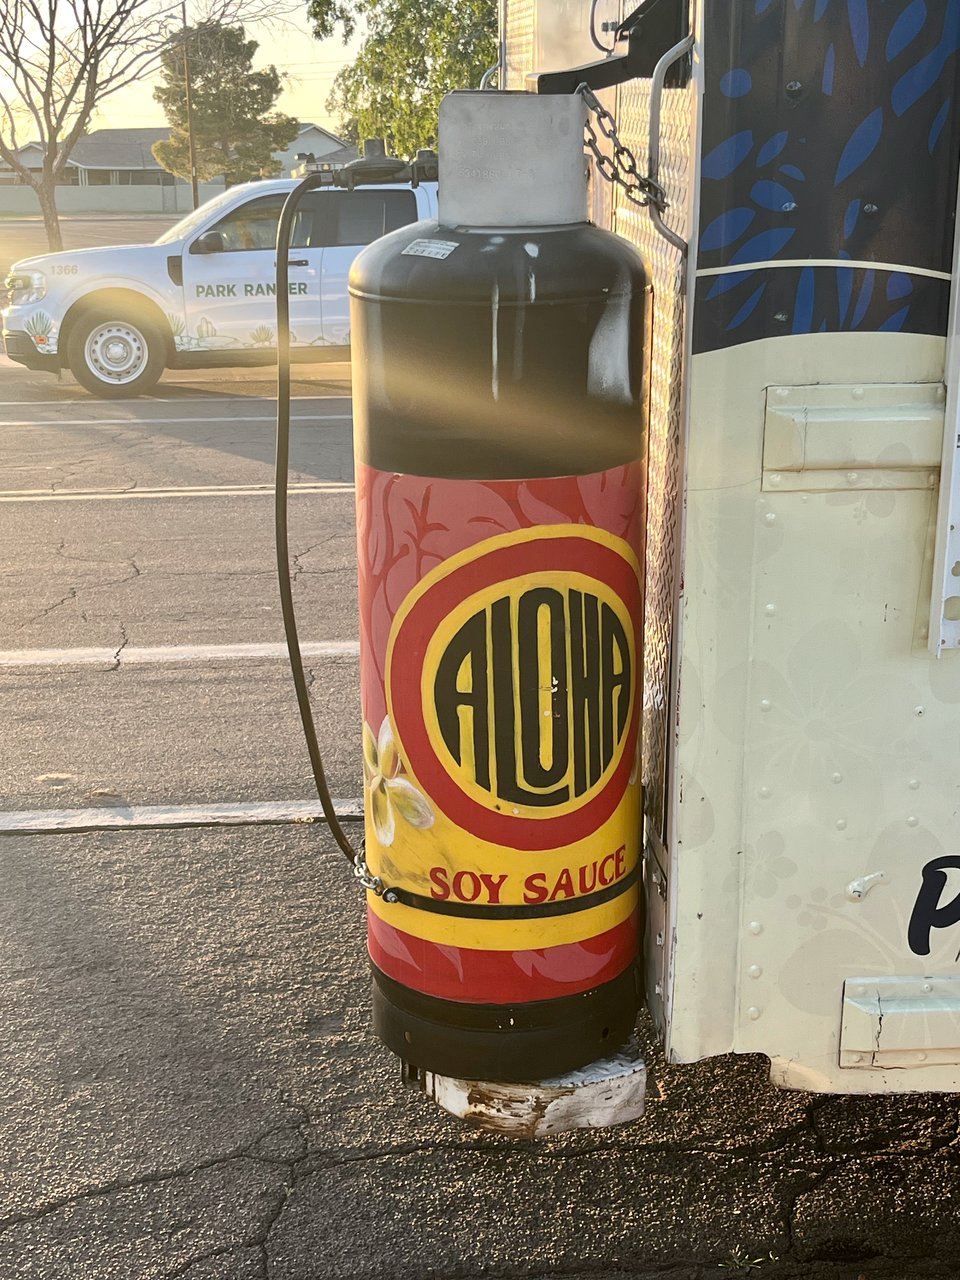 1366
PARK RANGER
ALOHA
SOY SAUCE
P